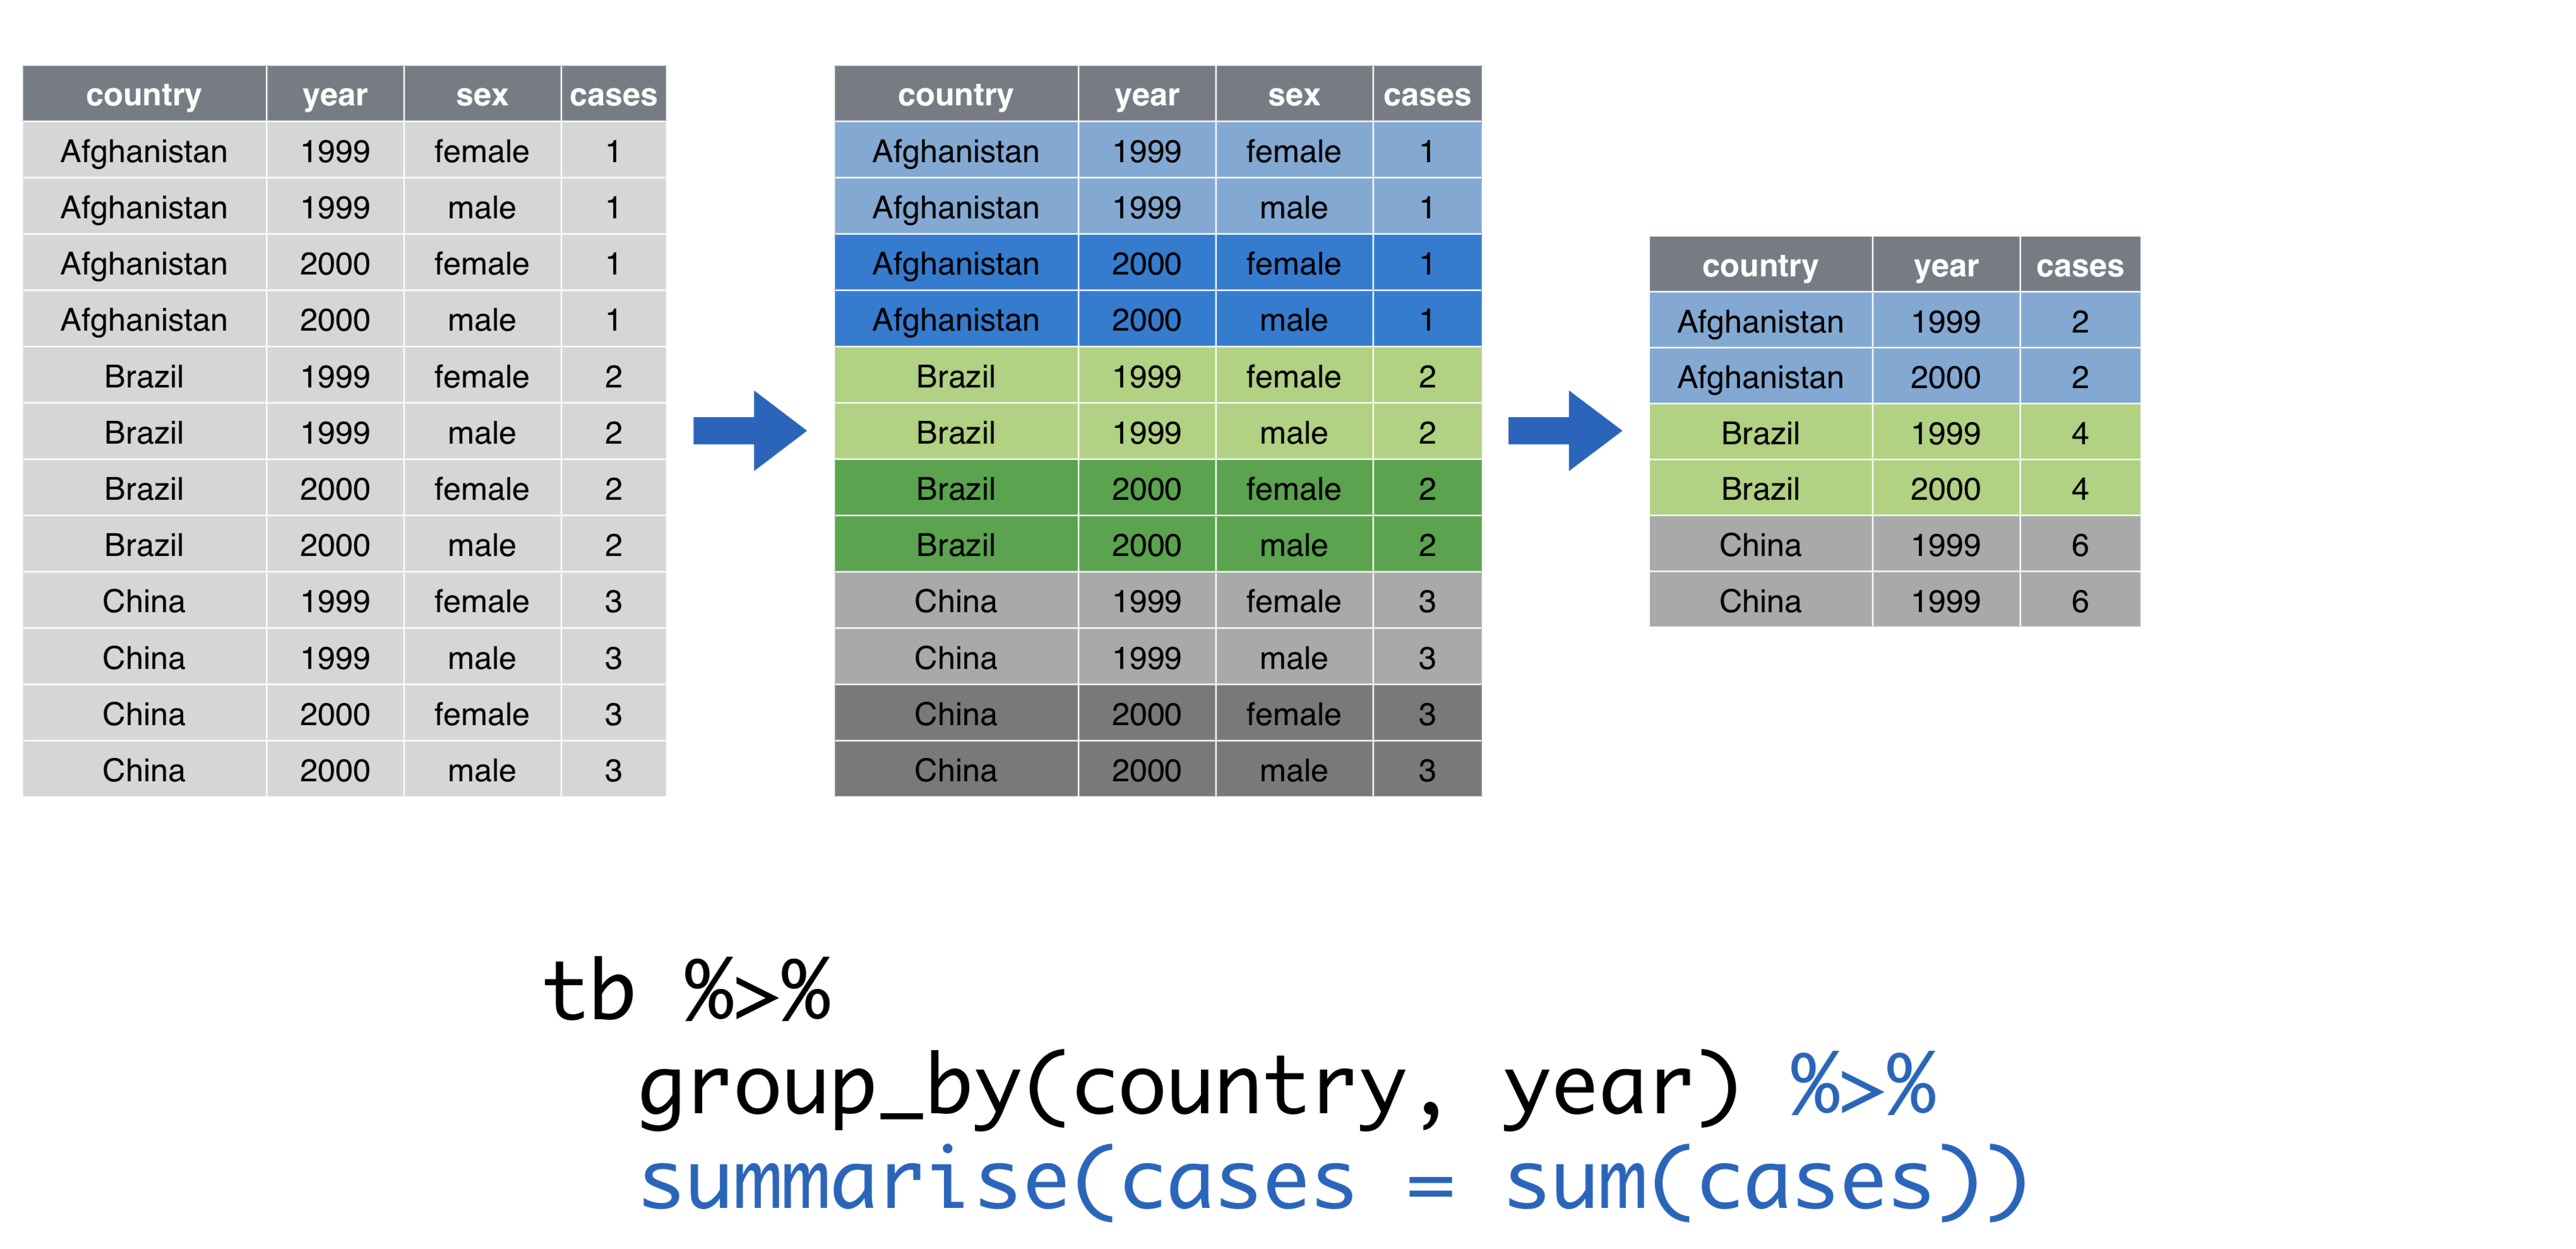 country year sex cases
Afghanistan 1999 female 1
Afghanistan 1999 male 1
Afghanistan 2000 female 1
Afghanistan 2000 male 1
Brazil 1999 female 2
Brazil 1999 male 2
Brazil 2000 female 2
Brazil 2000 male 2
China 1999 female 3
China 1999 male 3
China 2000 female 3
China 2000 male 3
country year sex cases
Afghanistan 1999 female 1
Afghanistan 1999 male 1
Afghanistan 2000 female 1
Afghanistan 2000 male 1
Brazil 1999 female 2
Brazil 1999 male 2
Brazil 2000 female 2
Brazil 2000 male 2
China 1999 female 3
China 1999 male 3
China 2000 female 3
China 2000 male 3
country year cases
Afghanistan 1999 2
Afghanistan 2000 2
Brazil 1999 4
Brazil 2000 4
China 1999 6
China 1999 6
tb %>%
group_by(country, year) %>%
summarise(cases = sum(cases))